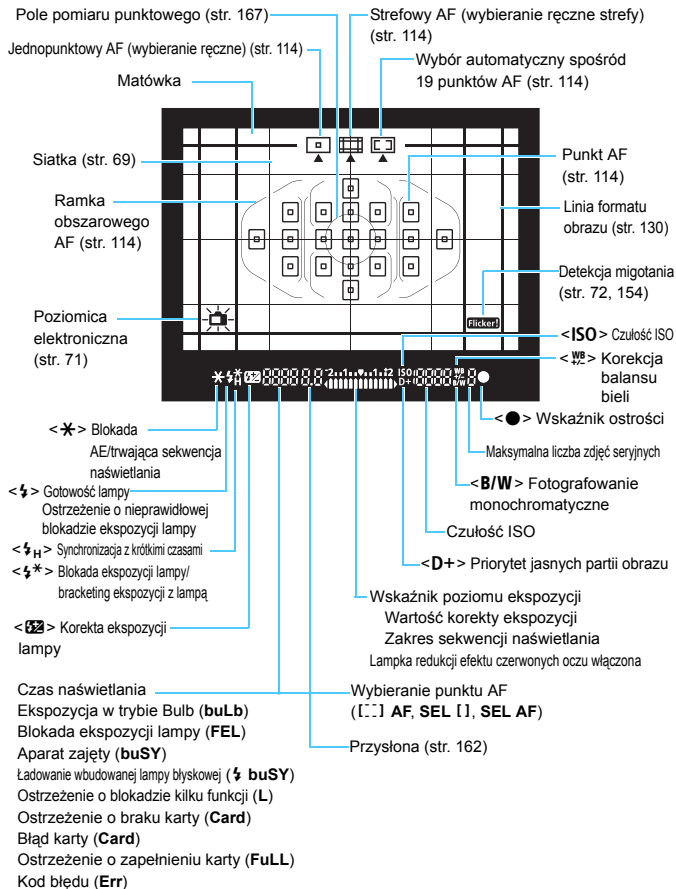 Pole pomiaru punktowego (str. 167)
Strefowy AF (wybieranie ręczne strefy)
(str. 114)
Jednopunktowy AF (wybieranie ręczne) (str. 114)
Wybór automatyczny spośród
19 punktów AF (str. 114)
Matówka
Siatka (str. 69)
Punkt AF
(str. 114)
Ramka
obszarowego
AF (str. 114)
Linia formatu
obrazu (str. 130)
Detekcja migotania
(str. 72, 154)
Poziomica
elektroniczna
(str. 71)
Flicker!
<ISO> Czułość ISO
<WB+/-> Korekcja
balansu
bieli
2..1..▼..1..2 ISO D+ WB +/- B/W
<●> Wskaźnik ostrości
<✱> Blokada
AE/trwająca sekwencja
naświetlania
Maksymalna liczba zdjęć seryjnych
<B/W> Fotografowanie
monochromatyczne
<⚡> Gotowość lampy
Ostrzeżenie o nieprawidłowej
blokadzie ekspozycji lampy
Czułość ISO
<⚡H> Synchronizacja z krótkimi czasami
<D+> Priorytet jasnych partii obrazu
<⚡✱> Blokada ekspozycji lampy/
bracketing ekspozycji z lampą
Wskaźnik poziomu ekspozycji
Wartość korekty ekspozycji
Zakres sekwencji naświetlania
Lampka redukcji efektu czerwonych oczu włączona
<⚡±> Korekta ekspozycji
lampy
Czas naświetlania
Ekspozycja w trybie Bulb (buLb)
Blokada ekspozycji lampy (FEL)
Aparat zajęty (buSY)
Ładowanie wbudowanej lampy błyskowej (⚡ buSY)
Ostrzeżenie o blokadzie kilku funkcji (L)
Ostrzeżenie o braku karty (Card)
Błąd karty (Card)
Ostrzeżenie o zapełnieniu karty (FuLL)
Kod błędu (Err)
Wybieranie punktu AF
([   ] AF, SEL [ ], SEL AF)
Przysłona (str. 162)